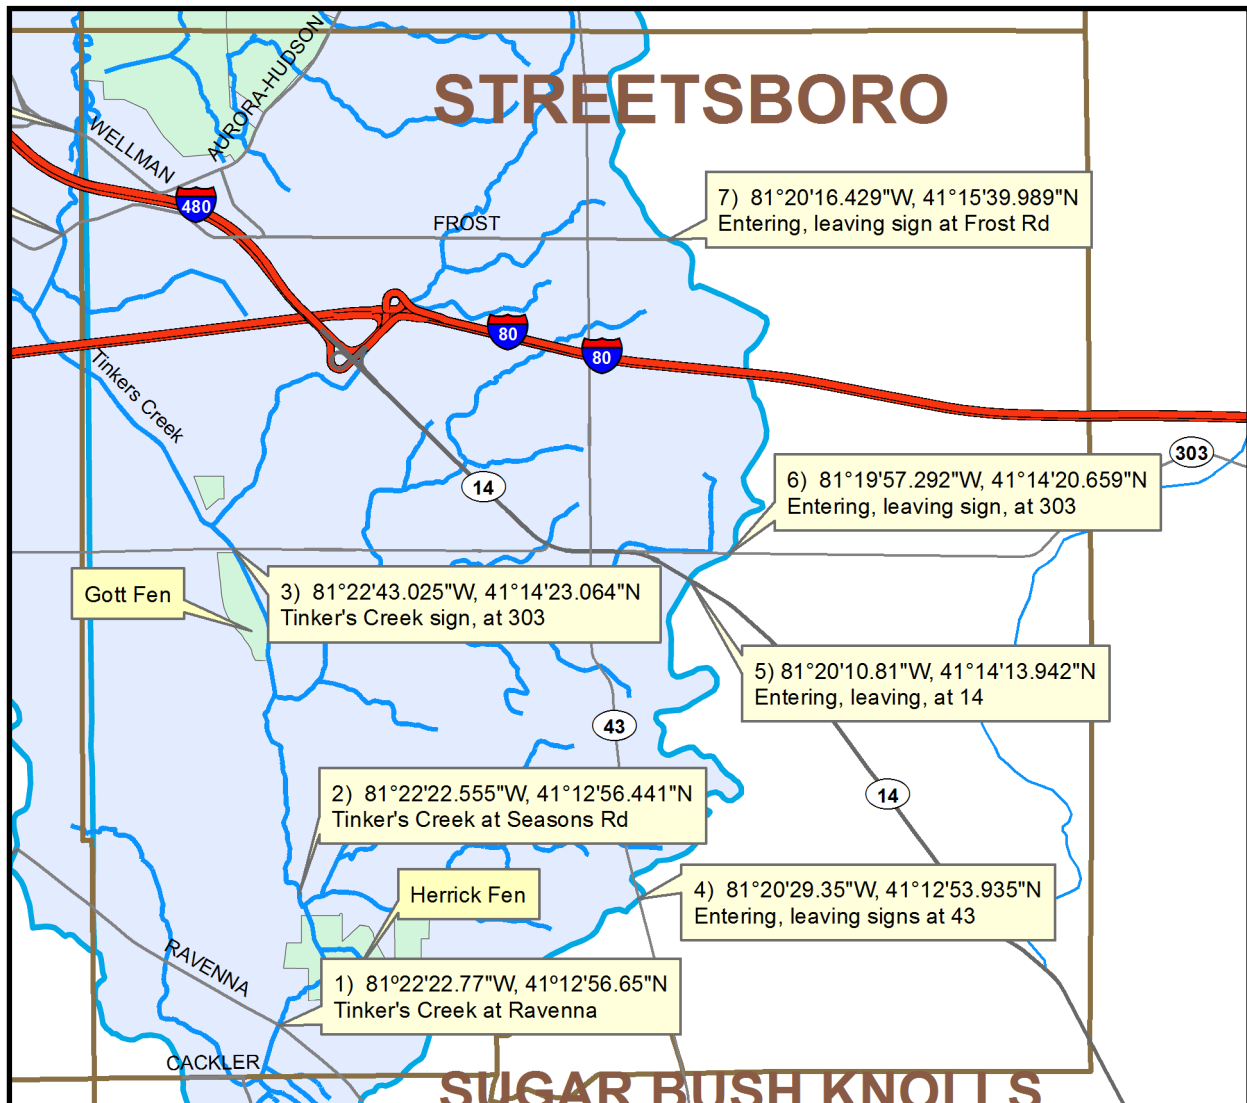 STREETSBORO
AURORA-HUDSON
WELLMAN
480
7) 81°20'16.429"W, 41°15'39.989"N
Entering, leaving sign at Frost Rd
FROST
80
80
Tinkers Creek
303
14
6) 81°19'57.292"W, 41°14'20.659"N
Entering, leaving sign, at 303
Gott Fen
3) 81°22'43.025"W, 41°14'23.064"N
Tinker's Creek sign, at 303
5) 81°20'10.81"W, 41°14'13.942"N
Entering, leaving, at 14
43
2) 81°22'22.555"W, 41°12'56.441"N
Tinker's Creek at Seasons Rd
14
Herrick Fen
4) 81°20'29.35"W, 41°12'53.935"N
Entering, leaving signs at 43
RAVENNA
1) 81º22'22.77"W, 41º12'56.65"N
Tinker's Creek at Ravenna
CACKLER
SUGAR BUSH KNOLLS